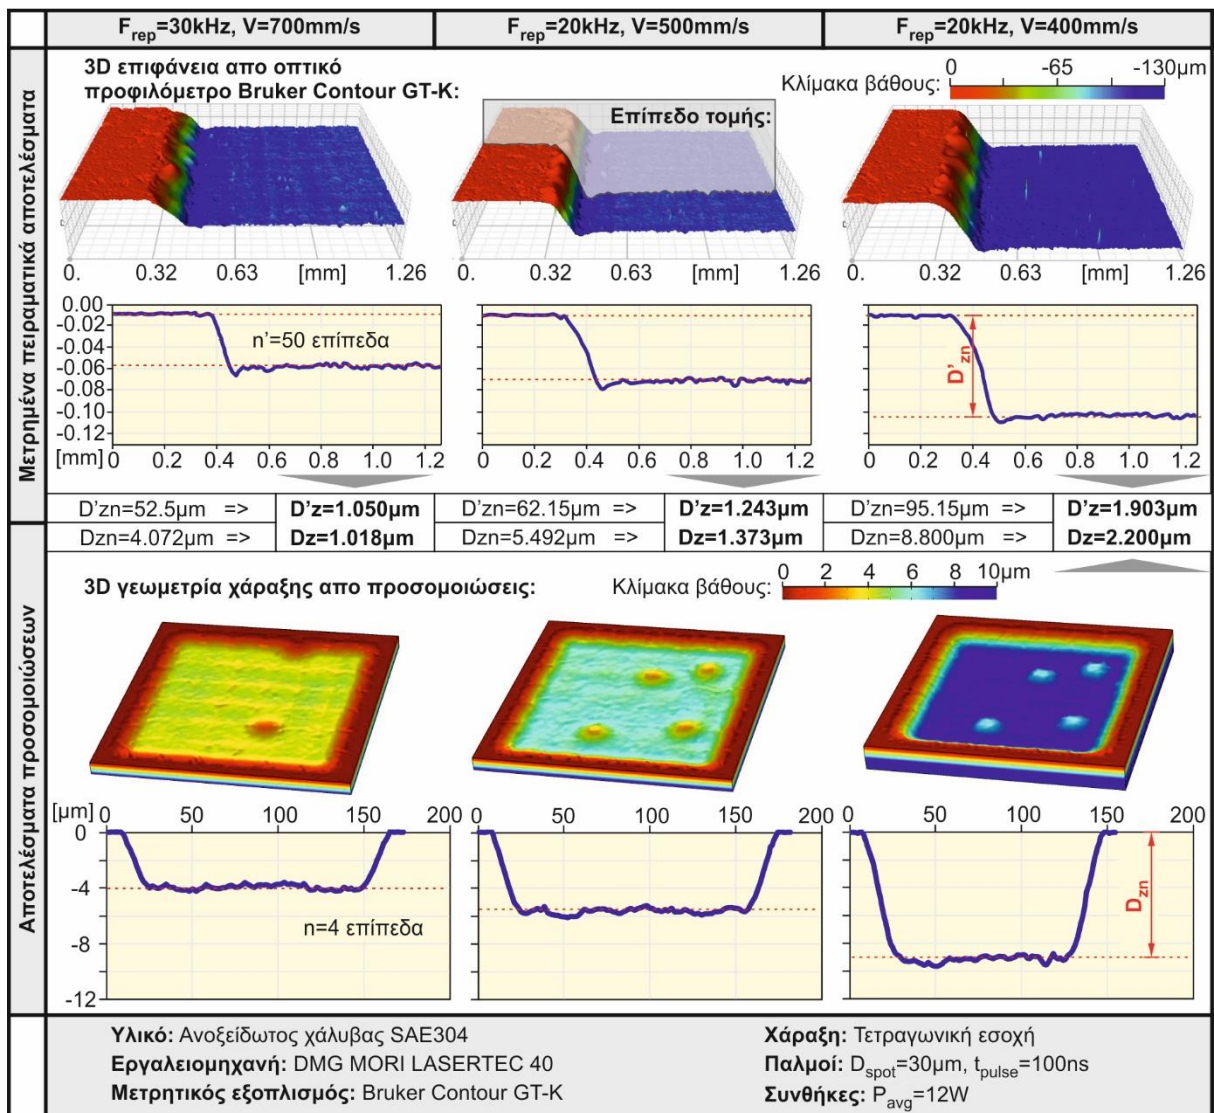 F_rep=30kHz, V=700mm/s
F_rep=20kHz, V=500mm/s
F_rep=20kHz, V=400mm/s
Μετρημένα πειραματικά αποτελέσματα
3D επιφάνεια απο οπτικό
προφιλόμετρο Bruker Contour GT-K:
Κλίμακα βάθους:
0 -65 -130μm
Επίπεδο τομής:
0. 0.32 0.63 [mm] 1.26
0. 0.32 0.63 [mm] 1.26
0. 0.32 0.63 [mm] 1.26
0.00
-0.02
-0.04
-0.06
-0.08
-0.10
-0.12
[mm]
n'=50 επίπεδα
D'zn
0 0.2 0.4 0.6 0.8 1.0 1.2
0 0.2 0.4 0.6 0.8 1.0 1.2
0 0.2 0.4 0.6 0.8 1.0 1.2
D'zn=52.5μm => D'z=1.050μm
D'zn=62.15μm => D'z=1.243μm
D'zn=95.15μm => D'z=1.903μm
Dzn=4.072μm => Dz=1.018μm
Dzn=5.492μm => Dz=1.373μm
Dzn=8.800μm => Dz=2.200μm
Αποτελέσματα προσομοιώσεων
3D γεωμετρία χάραξης απο προσομοιώσεις:
Κλίμακα βάθους:
0 2 4 6 8 10μm
[μm]
0 50 100 150 200
0 50 100 150 200
0 50 100 150 200
0
-4
-8
-12
n=4 επίπεδα
D_zn
Υλικό: Ανοξείδωτος χάλυβας SAE304
Εργαλειομηχανή: DMG MORI LASERTEC 40
Μετρητικός εξοπλισμός: Bruker Contour GT-K
Χάραξη: Τετραγωνική εσοχή
Παλμοί: D_spot=30μm, t_pulse=100ns
Συνθήκες: P_avg=12W